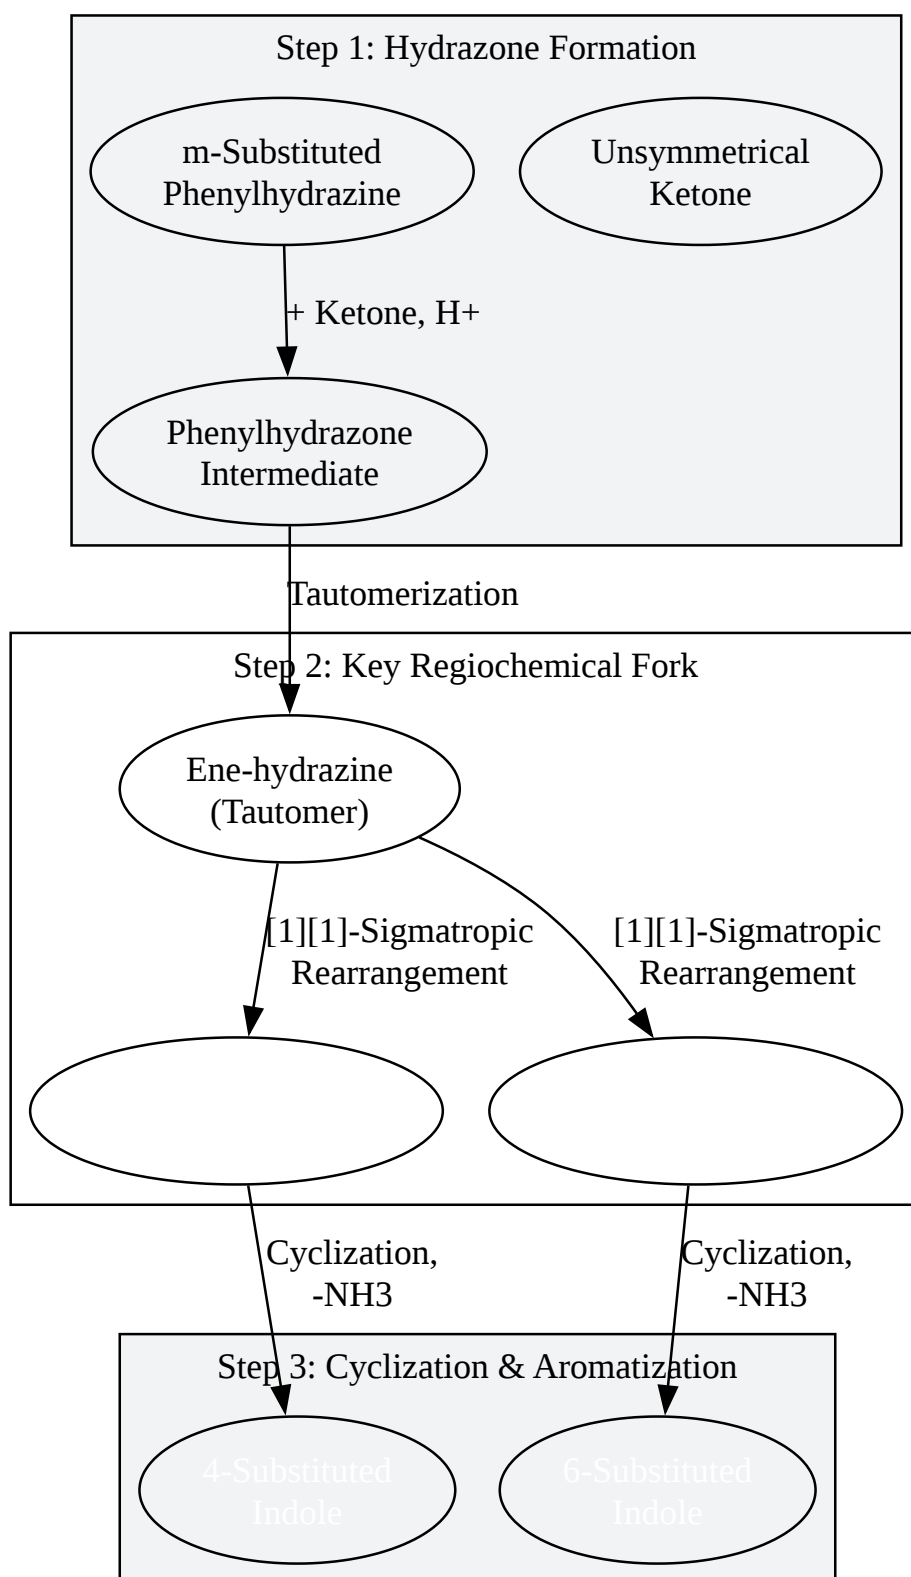 Step 1: Hydrazone Formation
m-Substituted
Phenylhydrazine
Unsymmetrical
Ketone
+ Ketone, H+
Phenylhydrazone
Intermediate
Tautomerization
Step 2: Key Regiochemical Fork
Ene-hydrazine
(Tautomer)
[1][1]-Sigmatropic
Rearrangement
[1][1]-Sigmatropic
Rearrangement
Cyclization,
-NH3
Cyclization,
-NH3
Step 3: Cyclization & Aromatization
4-Substituted
Indole
6-Substituted
Indole